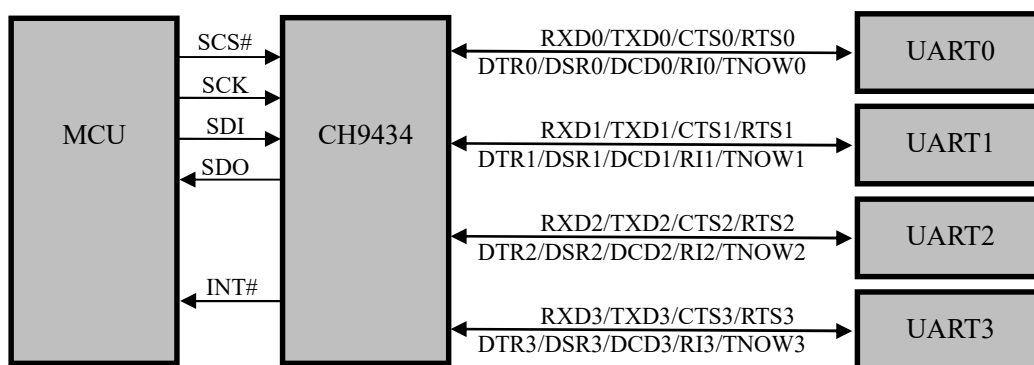 MCU
SCS#
SCK
SDI
SDO
INT#
CH9434
RXD0/TXD0/CTS0/RTS0
DTR0/DSR0/DCD0/RI0/TNOW0
UART0
RXD1/TXD1/CTS1/RTS1
DTR1/DSR1/DCD1/RI1/TNOW1
UART1
RXD2/TXD2/CTS2/RTS2
DTR2/DSR2/DCD2/RI2/TNOW2
UART2
RXD3/TXD3/CTS3/RTS3
DTR3/DSR3/DCD3/RI3/TNOW3
UART3